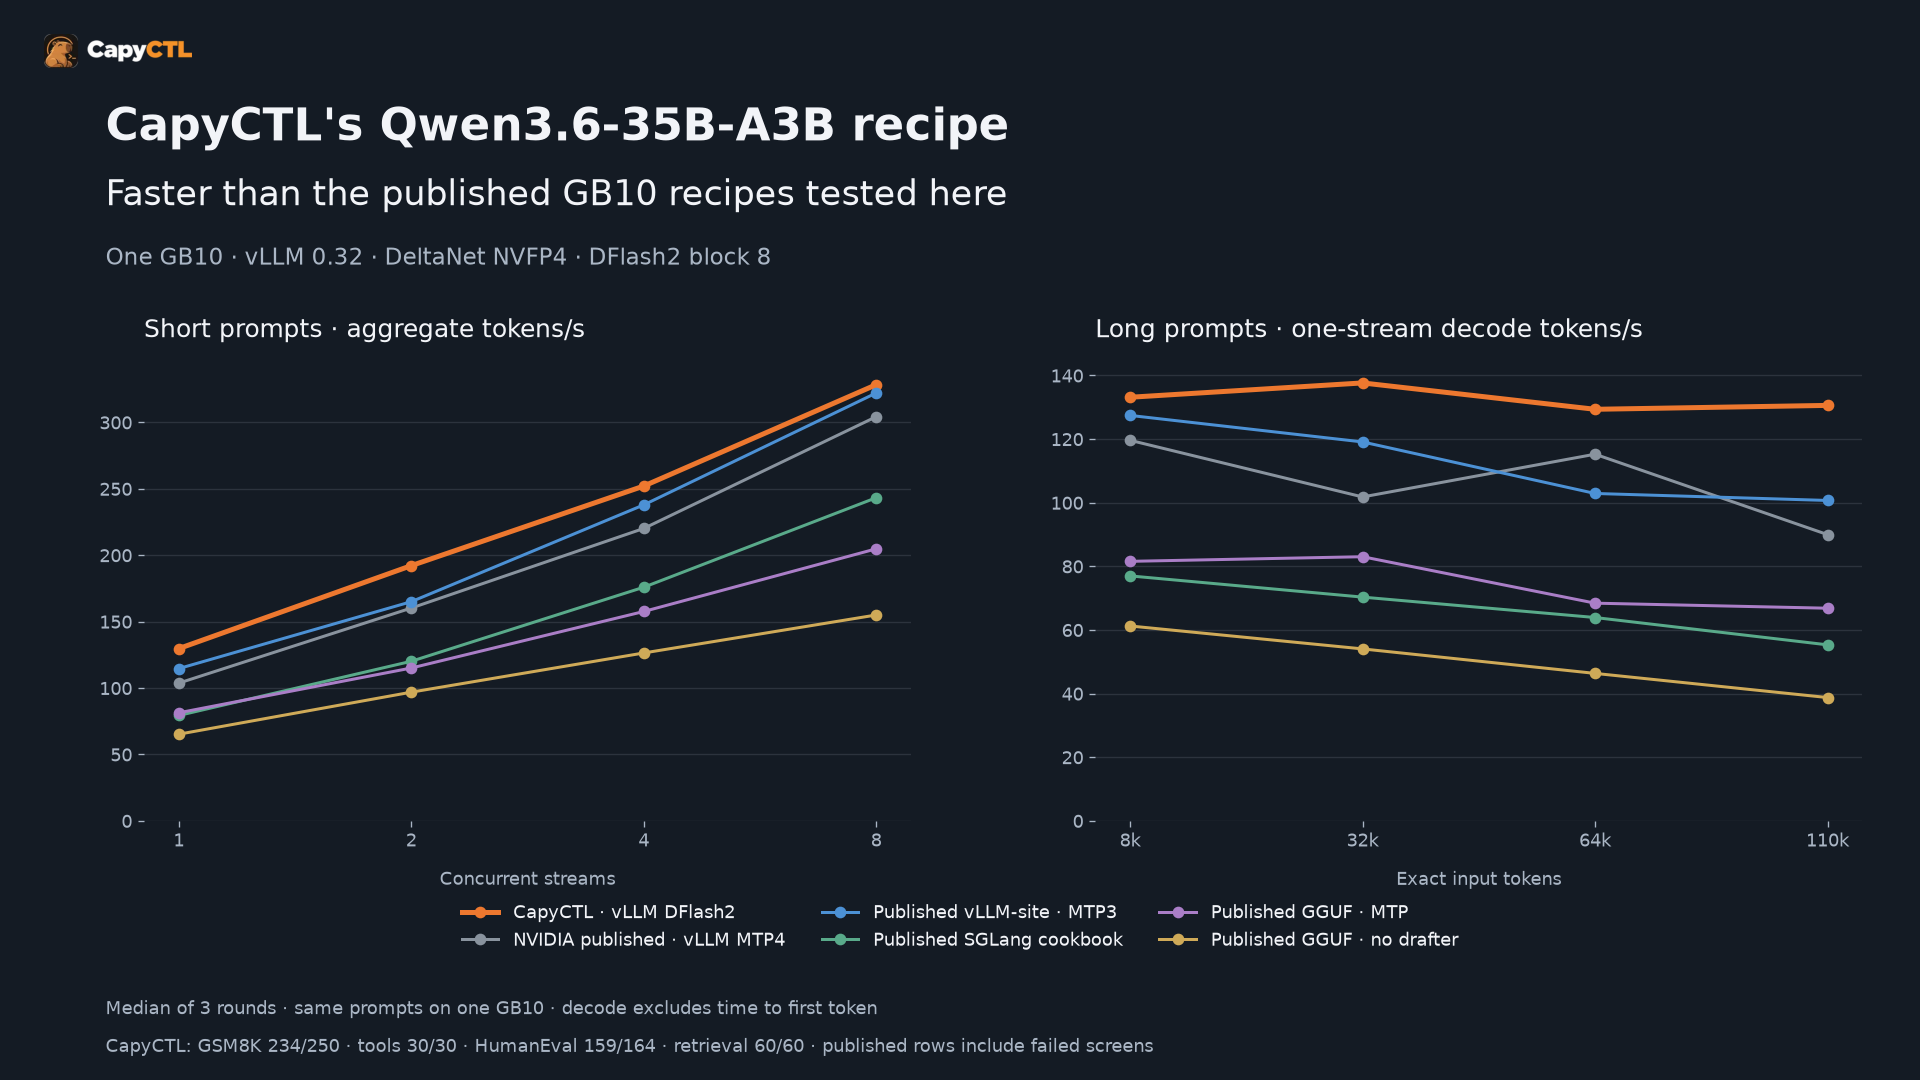 CapyCTL
CapyCTL's Qwen3.6-35B-A3B recipe
Faster than the published GB10 recipes tested here
One GB10 · vLLM 0.32 · DeltaNet NVFP4 · DFlash2 block 8
Short prompts · aggregate tokens/s
300
250
200
150
100
50
0
1 2 4 8
Concurrent streams
Long prompts · one-stream decode tokens/s
140
120
100
80
60
40
20
0
8k 32k 64k 110k
Exact input tokens
CapyCTL · vLLM DFlash2
NVIDIA published · vLLM MTP4
Published vLLM-site · MTP3
Published SGLang cookbook
Published GGUF · MTP
Published GGUF · no drafter
Median of 3 rounds · same prompts on one GB10 · decode excludes time to first token
CapyCTL: GSM8K 234/250 · tools 30/30 · HumanEval 159/164 · retrieval 60/60 · published rows include failed screens